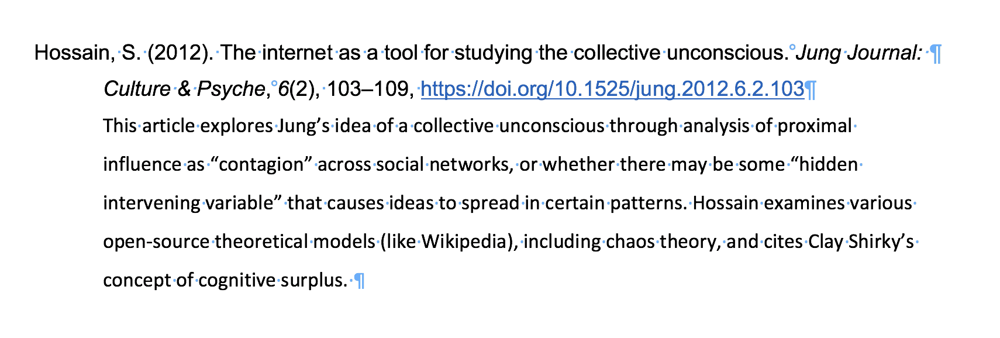 Hossain, S. (2012). The internet as a tool for studying the collective unconscious. Jung Journal: ¶
Culture & Psyche, 6(2), 103–109, https://doi.org/10.1525/jung.2012.6.2.103¶
This article explores Jung’s idea of a collective unconscious through analysis of proximal
influence as “contagion” across social networks, or whether there may be some “hidden
intervening variable” that causes ideas to spread in certain patterns. Hossain examines various
open-source theoretical models (like Wikipedia), including chaos theory, and cites Clay Shirky’s
concept of cognitive surplus. ¶